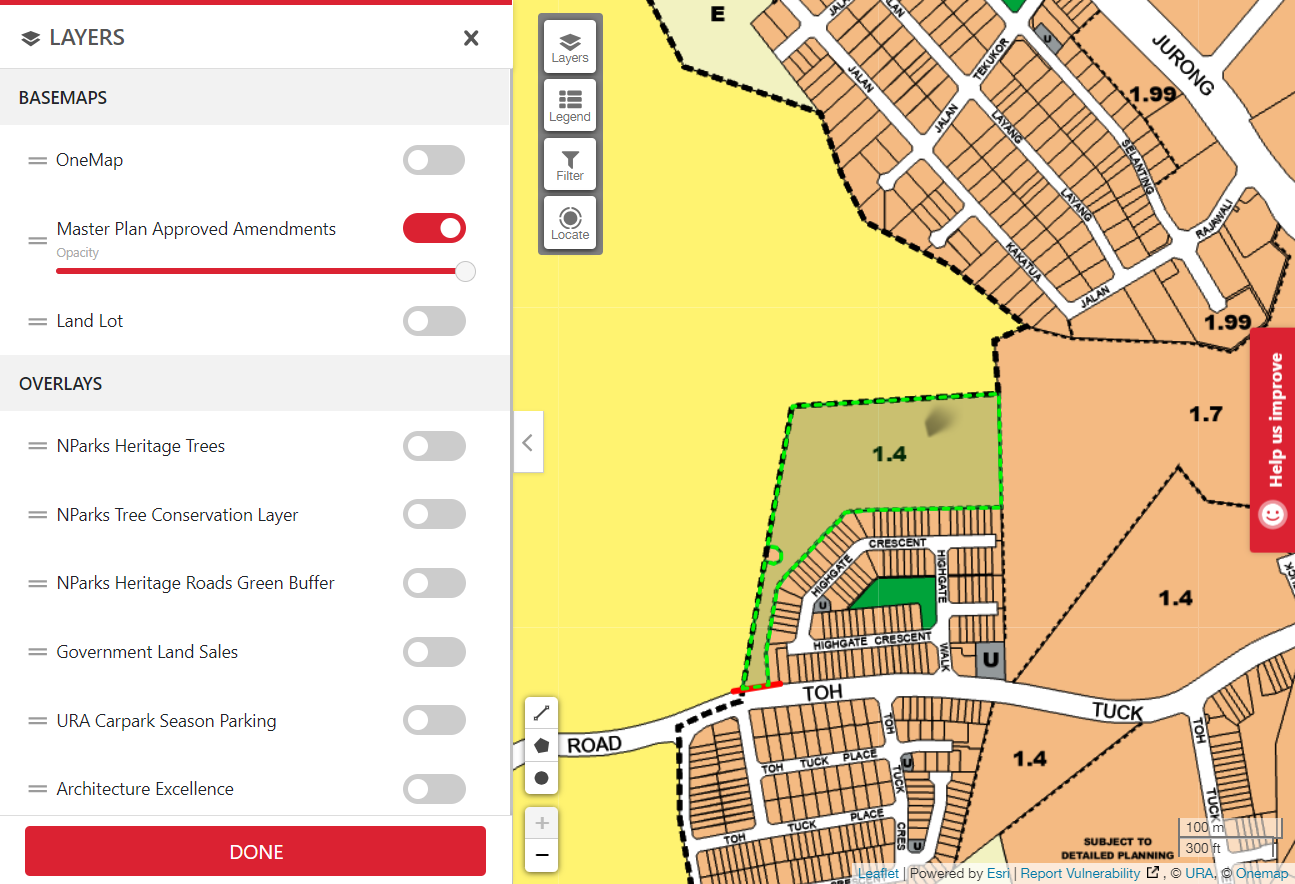 LAYERS
BASEMAPS
OneMap
Master Plan Approved Amendments
Opacity
Land Lot
OVERLAYS
NParks Heritage Trees
NParks Tree Conservation Layer
NParks Heritage Roads Green Buffer
Government Land Sales
URA Carpark Season Parking
Architecture Excellence
DONE
Layers
Legend
Filter
Locate
E
JALAN
U
JURONG
TEKUKOR
JALAN
1.99
JALAN
LAYANG
SELANTING
LAYANG
RAJAWALI
KAKATUA
JALAN
1.99
Help us improve
1.7
1.4
CRESCENT
HIGHGATE
HIGHGATE
U
1.4
HIGHGATE CRESCENT
WALK
U
TOH
TUCK
ROAD
TOH
TOH
TOH TUCK PLACE
U
1.4
TUCK
TUCK
TOH TUCK PLACE
CRES
U
100 m
300 ft
SUBJECT TO
DETAILED PLANNING
Leaflet | Powered by Esri | Report Vulnerability , © URA, © Onemap